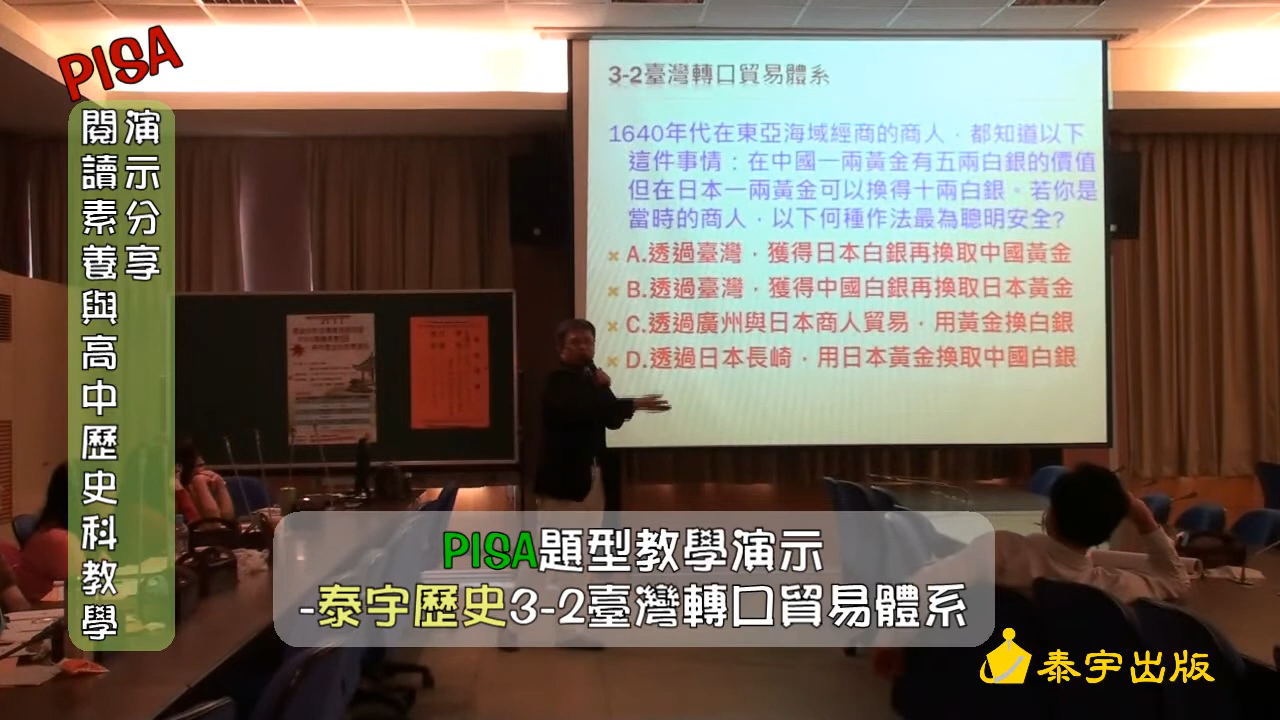 PISA
演示分享
閱讀素養與高中歷史科教學
3-2臺灣轉口貿易體系
1640年代在東亞海域經商的商人，都知道以下
這件事情：在中國一兩黃金有五兩白銀的價值
但在日本一兩黃金可以換得十兩白銀。若你是
當時的商人，以下何種作法最為聰明安全?
A.透過臺灣，獲得日本白銀再換取中國黃金
B.透過臺灣，獲得中國白銀再換取日本黃金
C.透過廣州與日本商人貿易，用黃金換白銀
D.透過日本長崎，用日本黃金換取中國白銀
PISA題型教學演示
-泰宇歷史3-2臺灣轉口貿易體系
泰宇出版